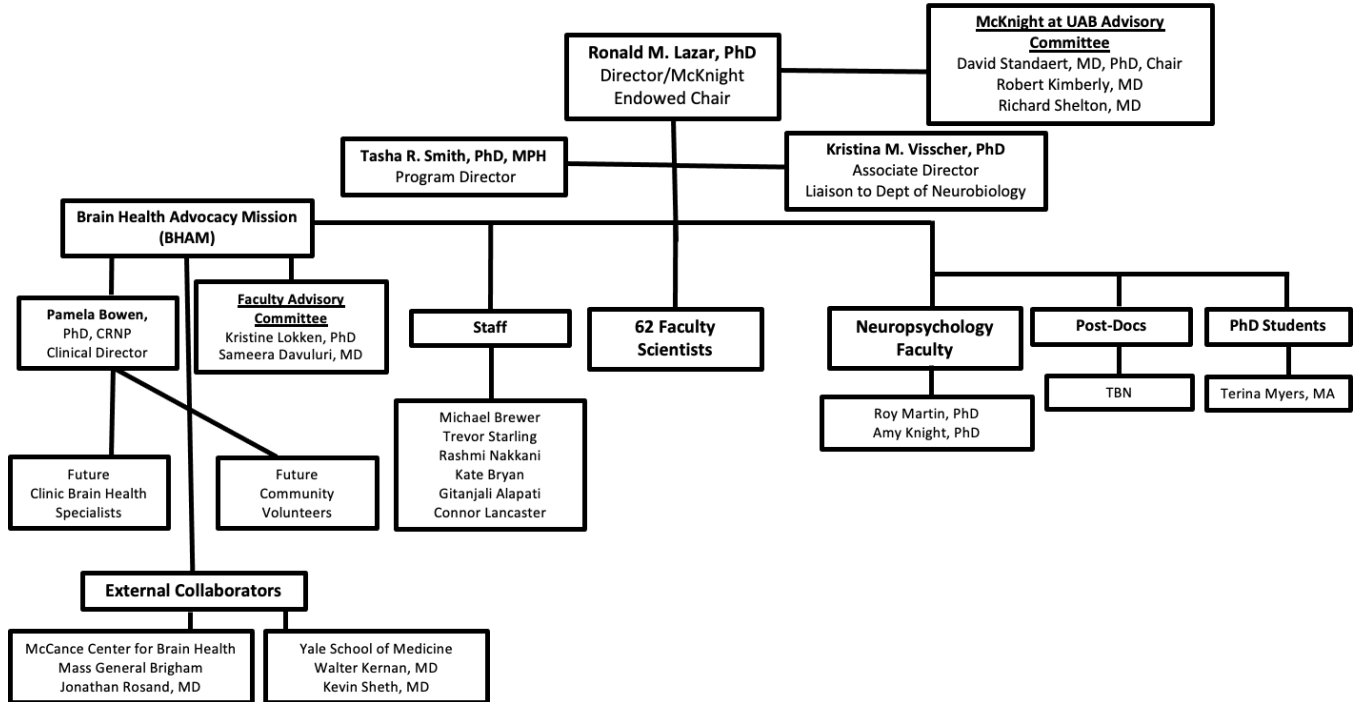 Ronald M. Lazar, PhD
Director/McKnight
Endowed Chair
McKnight at UAB Advisory
Committee
David Standaert, MD, PhD, Chair
Robert Kimberly, MD
Richard Shelton, MD
Tasha R. Smith, PhD, MPH
Program Director
Kristina M. Visscher, PhD
Associate Director
Liaison to Dept of Neurobiology
Brain Health Advocacy Mission
(BHAM)
Pamela Bowen,
PhD, CRNP
Clinical Director
Faculty Advisory
Committee
Kristine Lokken, PhD
Sameera Davuluri, MD
Staff
62 Faculty
Scientists
Neuropsychology
Faculty
Post-Docs
PhD Students
Michael Brewer
Trevor Starling
Rashmi Nakkani
Kate Bryan
Gitanjali Alapati
Connor Lancaster
Roy Martin, PhD
Amy Knight, PhD
TBN
Terina Myers, MA
Future
Clinic Brain Health
Specialists
Future
Community
Volunteers
External Collaborators
McCance Center for Brain Health
Mass General Brigham
Jonathan Rosand, MD
Yale School of Medicine
Walter Kernan, MD
Kevin Sheth, MD